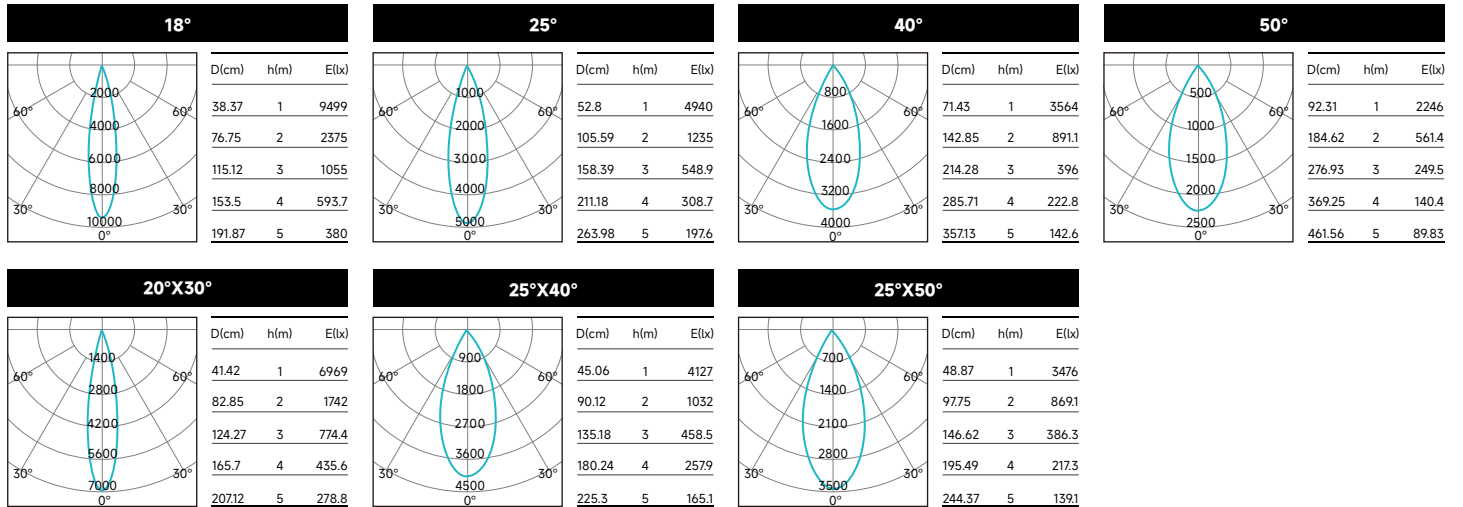 18°
2000
4000
6000
8000
10000
60° 60°
30° 30°
0°
D(cm) h(m) E(lx)
38.37 1 9499
76.75 2 2375
115.12 3 1055
153.5 4 593.7
191.87 5 380
25°
1000
2000
3000
4000
5000
60° 60°
30° 30°
0°
D(cm) h(m) E(lx)
52.8 1 4940
105.59 2 1235
158.39 3 548.9
211.18 4 308.7
263.98 5 197.6
40°
800
1600
2400
3200
4000
60° 60°
30° 30°
0°
D(cm) h(m) E(lx)
71.43 1 3564
142.85 2 891.1
214.28 3 396
285.71 4 222.8
357.13 5 142.6
50°
500
1000
1500
2000
2500
60° 60°
30° 30°
0°
D(cm) h(m) E(lx)
92.31 1 2246
184.62 2 561.4
276.93 3 249.5
369.25 4 140.4
461.56 5 89.83
20°X30°
1400
2800
4200
5600
7000
60° 60°
30° 30°
0°
D(cm) h(m) E(lx)
41.42 1 6969
82.85 2 1742
124.27 3 774.4
165.7 4 435.6
207.12 5 278.8
25°X40°
900
1800
2700
3600
4500
60° 60°
30° 30°
0°
D(cm) h(m) E(lx)
45.06 1 4127
90.12 2 1032
135.18 3 458.5
180.24 4 257.9
225.3 5 165.1
25°X50°
700
1400
2100
2800
3500
60° 60°
30° 30°
0°
D(cm) h(m) E(lx)
48.87 1 3476
97.75 2 869.1
146.62 3 386.3
195.49 4 217.3
244.37 5 139.1